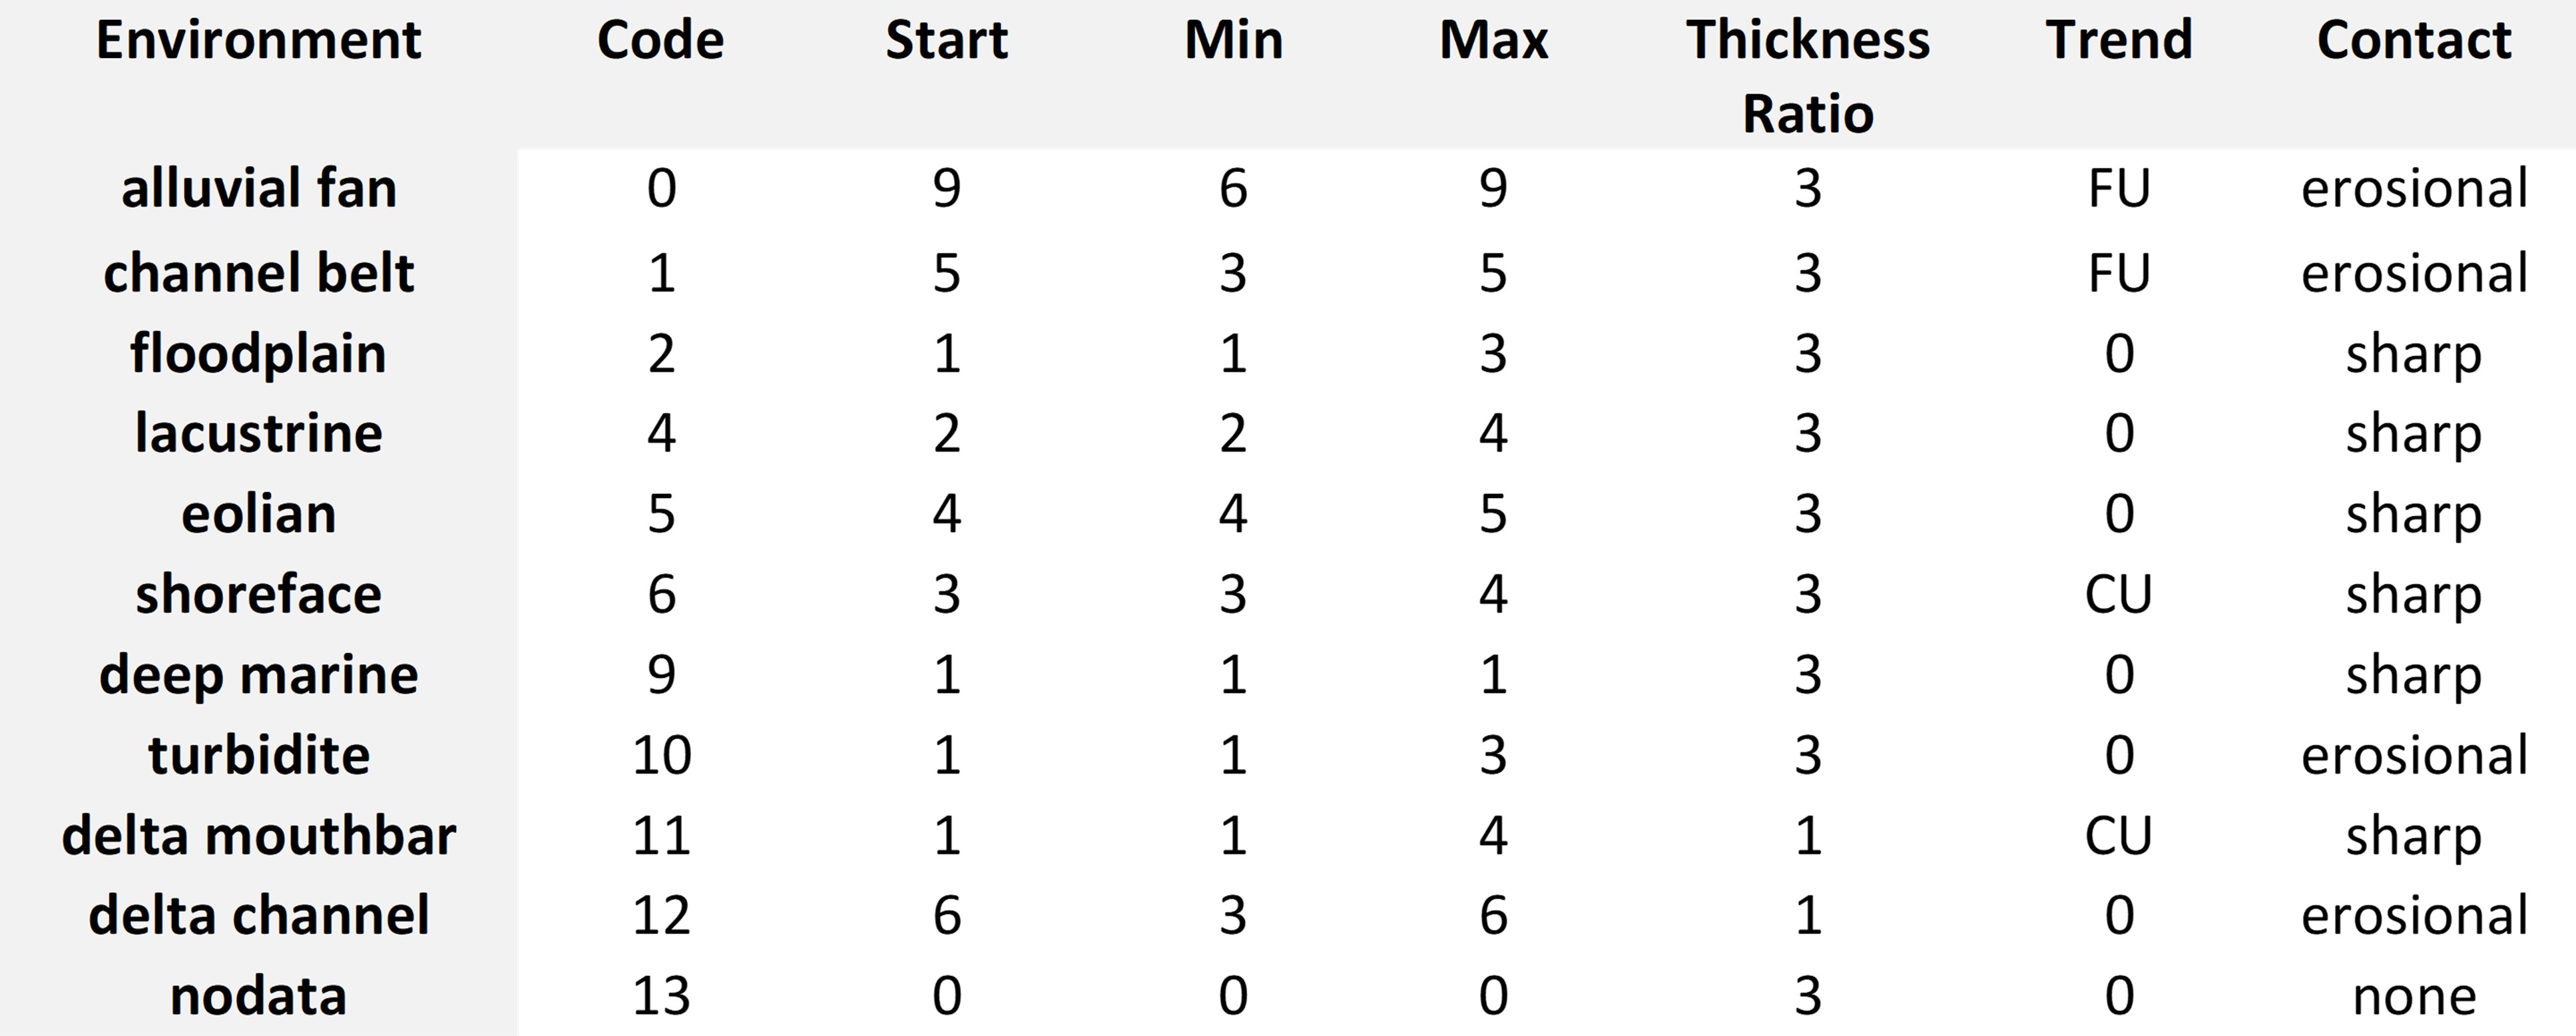 Environment Code Start Min Max Thickness Trend Contact
Ratio
alluvial fan 0 9 6 9 3 FU erosional
channel belt 1 5 3 5 3 FU erosional
floodplain 2 1 1 3 3 0 sharp
lacustrine 4 2 2 4 3 0 sharp
eolian 5 4 4 5 3 0 sharp
shoreface 6 3 3 4 3 CU sharp
deep marine 9 1 1 1 3 0 sharp
turbidite 10 1 1 3 3 0 erosional
delta mouthbar 11 1 1 4 1 CU sharp
delta channel 12 6 3 6 1 0 erosional
nodata 13 0 0 0 3 0 none